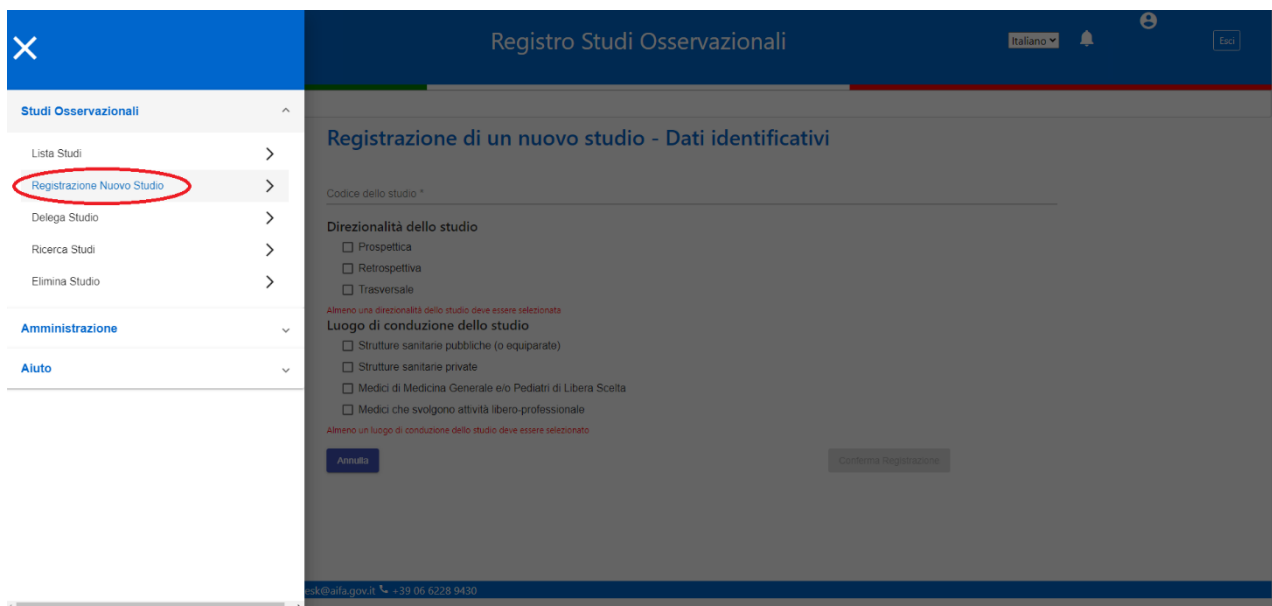 Registro Studi Osservazionali
Italiano
Esci
Studi Osservazionali
Lista Studi
Registrazione Nuovo Studio
Delega Studio
Ricerca Studi
Elimina Studio
Amministrazione
Aiuto
Registrazione di un nuovo studio - Dati identificativi
Codice dello studio *
Direzionalità dello studio
Prospettica
Retrospettiva
Trasversale
Almeno una direzionalità dello studio deve essere selezionata
Luogo di conduzione dello studio
Strutture sanitarie pubbliche (o equiparate)
Strutture sanitarie private
Medici di Medicina Generale e/o Pediatri di Libera Scelta
Medici che svolgono attività libero-professionale
Almeno un luogo di conduzione dello studio deve essere selezionato
Annulla
Conferma Registrazione
esk@aifa.gov.it +39 06 6228 9430